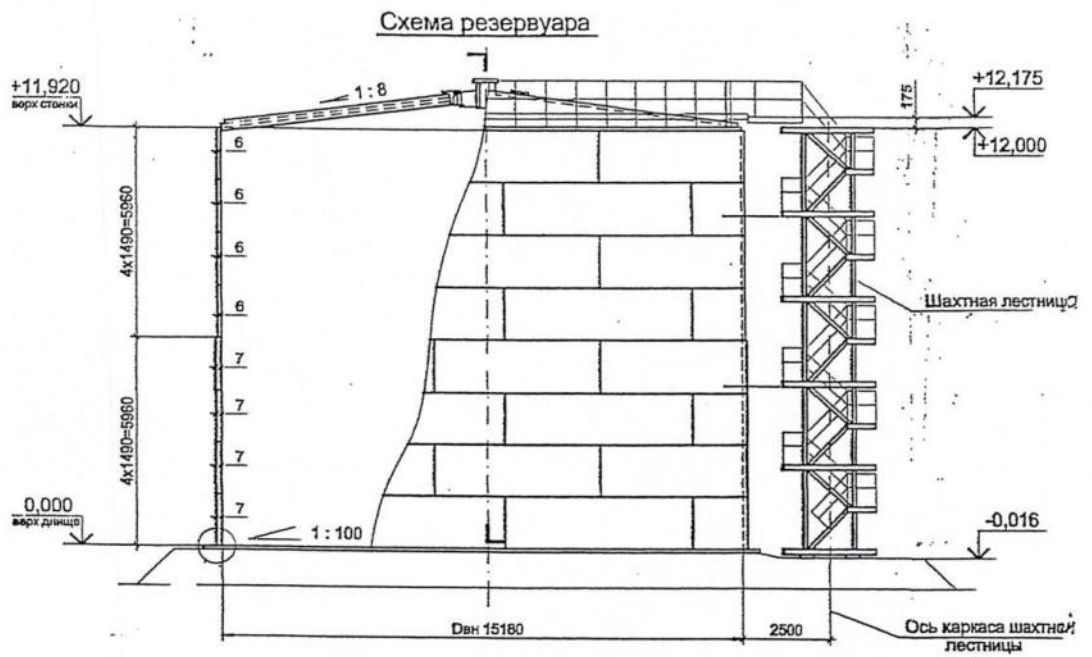 Схема резервуара
+11,920
верх стенки
1:8
175
+12,175
+12,000
6
6
6
6
7
7
7
7
4х1490=5960
4х1490=5960
Шахтная лестница
0,000
верх днища
1:100
-0,016
Dвн 15180
2500
Ось каркаса шахтной
лестницы